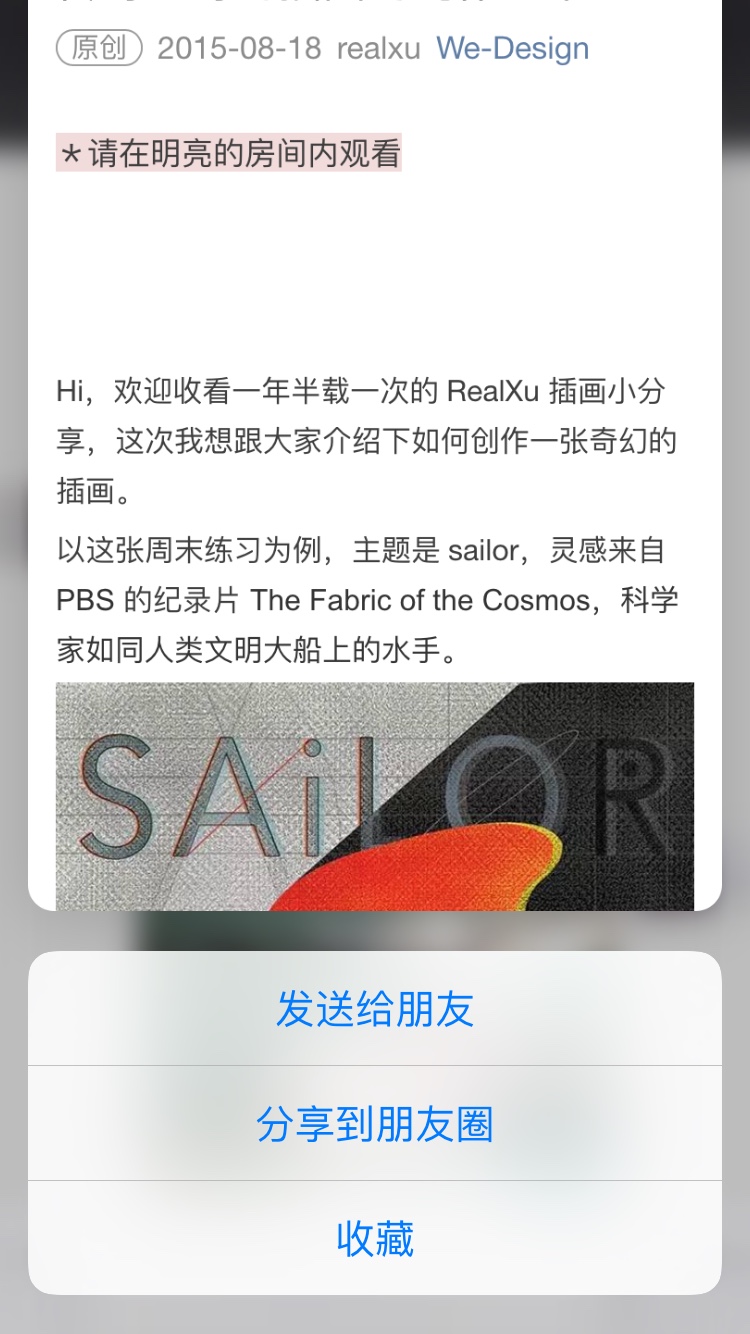 原创 2015-08-18 realxu We-Design
＊请在明亮的房间内观看
Hi，欢迎收看一年半载一次的 RealXu 插画小分
享，这次我想跟大家介绍下如何创作一张奇幻的
插画。
以这张周末练习为例，主题是 sailor，灵感来自
PBS 的纪录片 The Fabric of the Cosmos，科学
家如同人类文明大船上的水手。
SAiLOR
发送给朋友
分享到朋友圈
收藏